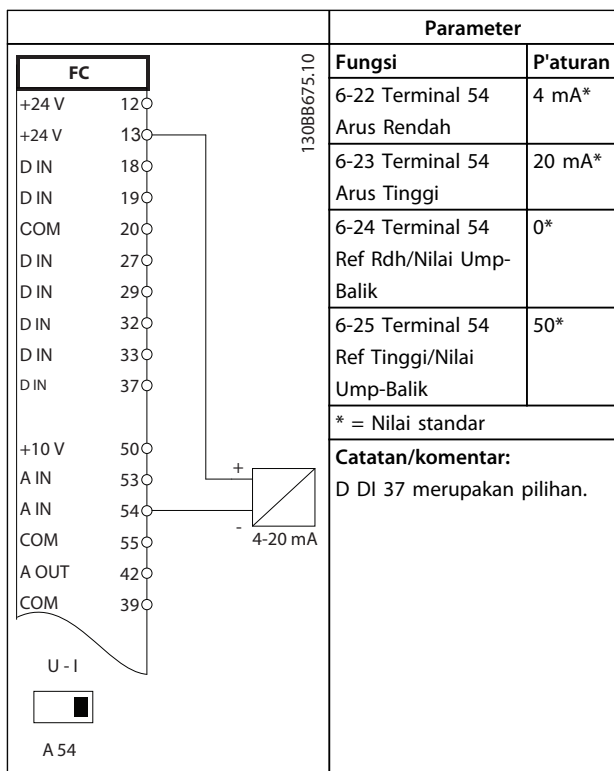 Parameter
FC
130BB675.10
+24 V 12
+24 V 13
D IN 18
D IN 19
COM 20
D IN 27
D IN 29
D IN 32
D IN 33
D IN 37
+10 V 50
A IN 53
A IN 54
COM 55
A OUT 42
COM 39
+
-
4-20 mA
U - I
A 54
Fungsi P'aturan
6-22 Terminal 54 4 mA*
Arus Rendah
6-23 Terminal 54 20 mA*
Arus Tinggi
6-24 Terminal 54 0*
Ref Rdh/Nilai Ump-
Balik
6-25 Terminal 54 50*
Ref Tinggi/Nilai
Ump-Balik
* = Nilai standar
Catatan/komentar:
D DI 37 merupakan pilihan.